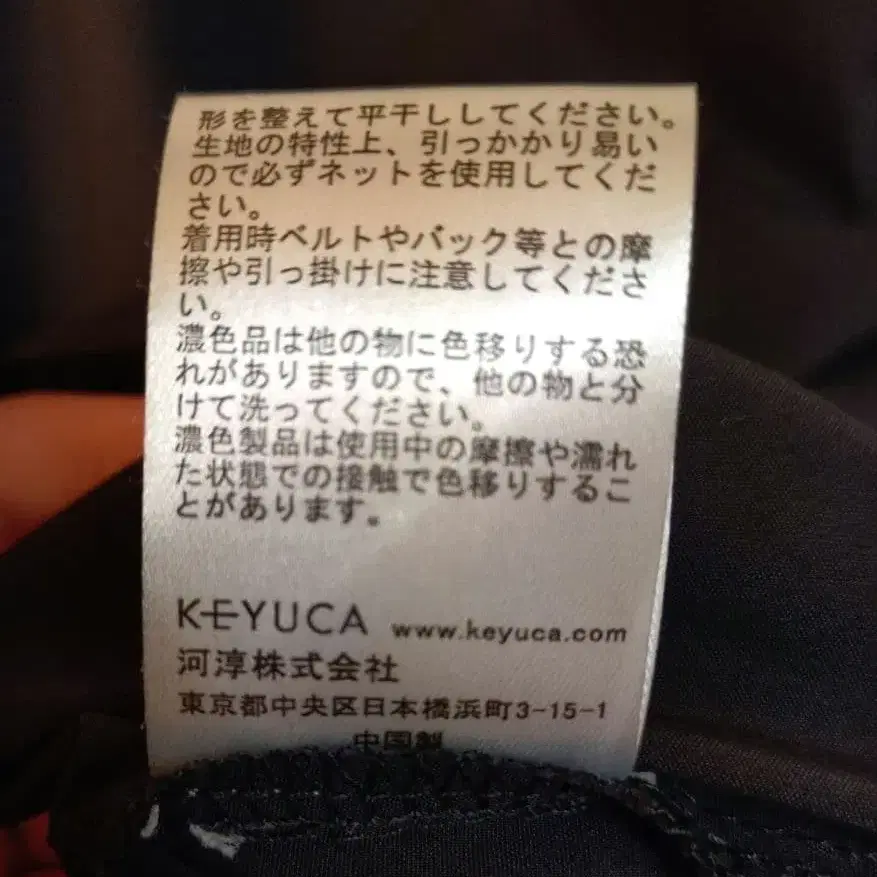 形を整えて平干ししてください。
生地の特性上、引っかかり易い
ので必ずネットを使用してくだ
さい。
着用時ベルトやバック等との摩
擦や引っ掛けに注意してくださ
い。
濃色品は他の物に色移りする恐
れがありますので、他の物と分
けて洗ってください。
濃色製品は使用中の摩擦や濡れ
た状態での接触で色移りするこ
とがあります。
KEYUCA www.keyuca.com
河淳株式会社
東京都中央区日本橋浜町3-15-1
中国製